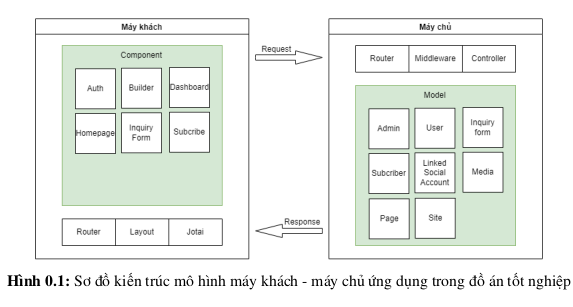 Máy khách
Component
Auth
Builder
Dashboard
Homepage
Inquiry
Form
Subcribe
Router
Layout
Jotai
Request
Response
Máy chủ
Router
Middleware
Controller
Model
Admin
User
Inquiry
form
Subcriber
Linked
Social
Account
Media
Page
Site
Hình 0.1: Sơ đồ kiến trúc mô hình máy khách - máy chủ ứng dụng trong đồ án tốt nghiệp